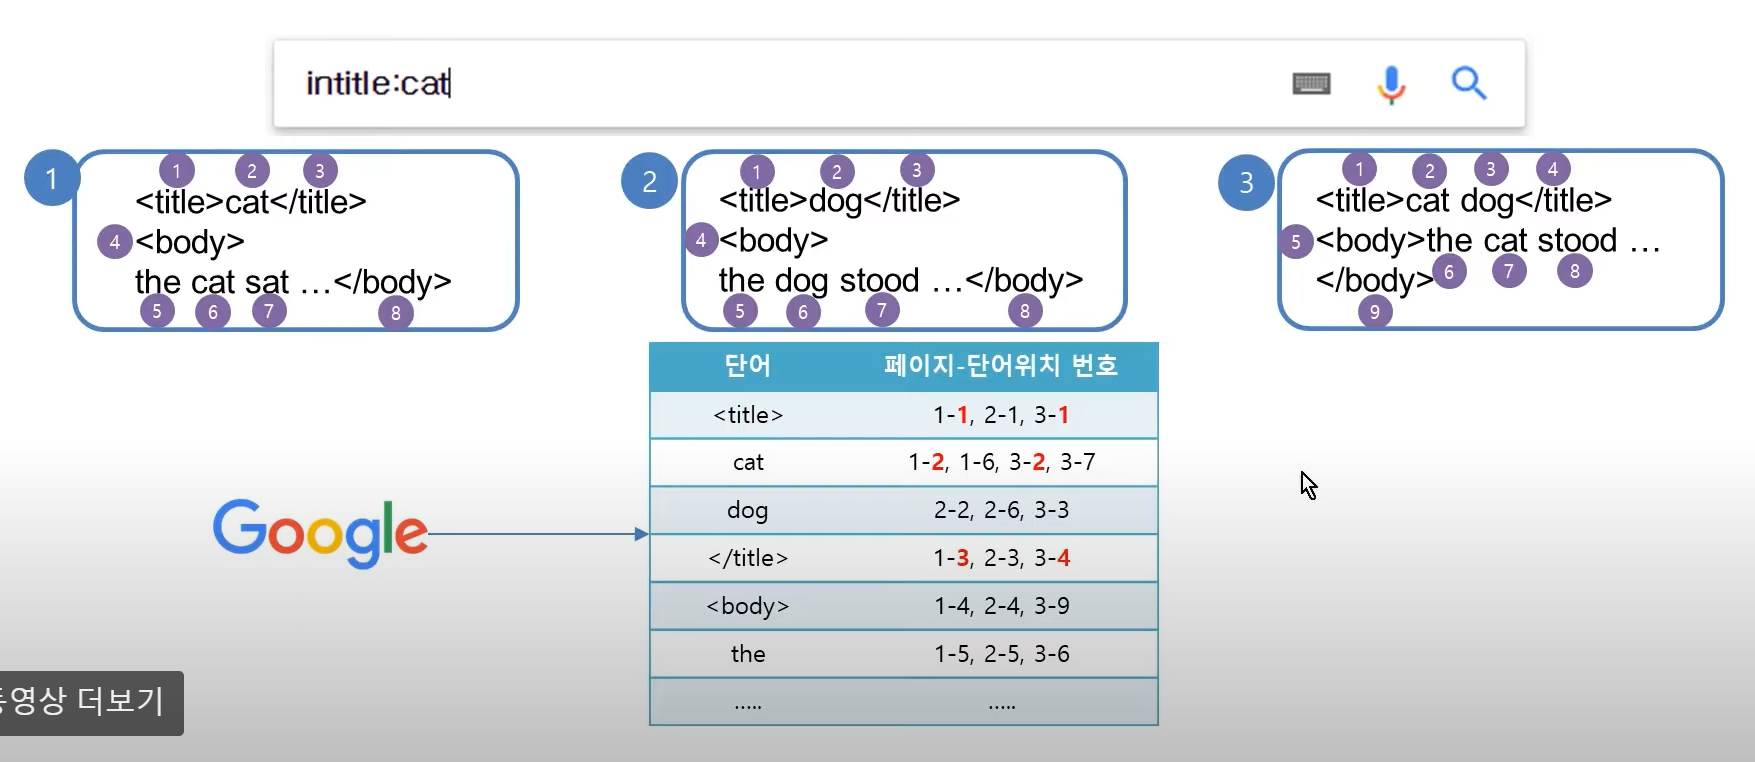 intitle:cat
1
1 2 3
<title>cat</title>
4 <body>
the cat sat ...</body>
5 6 7 8
2
1 2 3
<title>dog</title>
4 <body>
the dog stood ...</body>
5 6 7 8
3
1 2 3 4
<title>cat dog</title>
5 <body>the cat stood ...
6 7 8
</body>
9
단어 페이지-단어위치 번호
<title> 1-1, 2-1, 3-1
cat 1-2, 1-6, 3-2, 3-7
dog 2-2, 2-6, 3-3
</title> 1-3, 2-3, 3-4
<body> 1-4, 2-4, 3-9
the 1-5, 2-5, 3-6
..... .....
Google
동영상 더보기